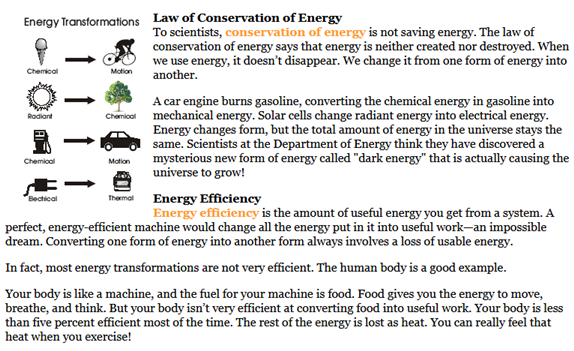 Energy Transformations
Chemical Motion
Radiant Chemical
Chemical Motion
Electrical Thermal
Law of Conservation of Energy
To scientists, conservation of energy is not saving energy. The law of
conservation of energy says that energy is neither created nor destroyed. When
we use energy, it doesn't disappear. We change it from one form of energy into
another.
A car engine burns gasoline, converting the chemical energy in gasoline into
mechanical energy. Solar cells change radiant energy into electrical energy.
Energy changes form, but the total amount of energy in the universe stays the
same. Scientists at the Department of Energy think they have discovered a
mysterious new form of energy called "dark energy" that is actually causing the
universe to grow!
Energy Efficiency
Energy efficiency is the amount of useful energy you get from a system. A
perfect, energy-efficient machine would change all the energy put in it into useful work—an impossible
dream. Converting one form of energy into another form always involves a loss of usable energy.
In fact, most energy transformations are not very efficient. The human body is a good example.
Your body is like a machine, and the fuel for your machine is food. Food gives you the energy to move,
breathe, and think. But your body isn't very efficient at converting food into useful work. Your body is less
than five percent efficient most of the time. The rest of the energy is lost as heat. You can really feel that
heat when you exercise!